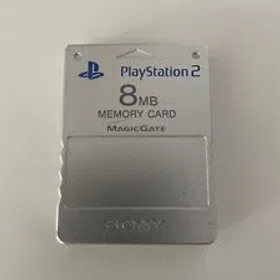 PlayStation 2
8MB
MEMORY CARD
MAGICGATE
SONY